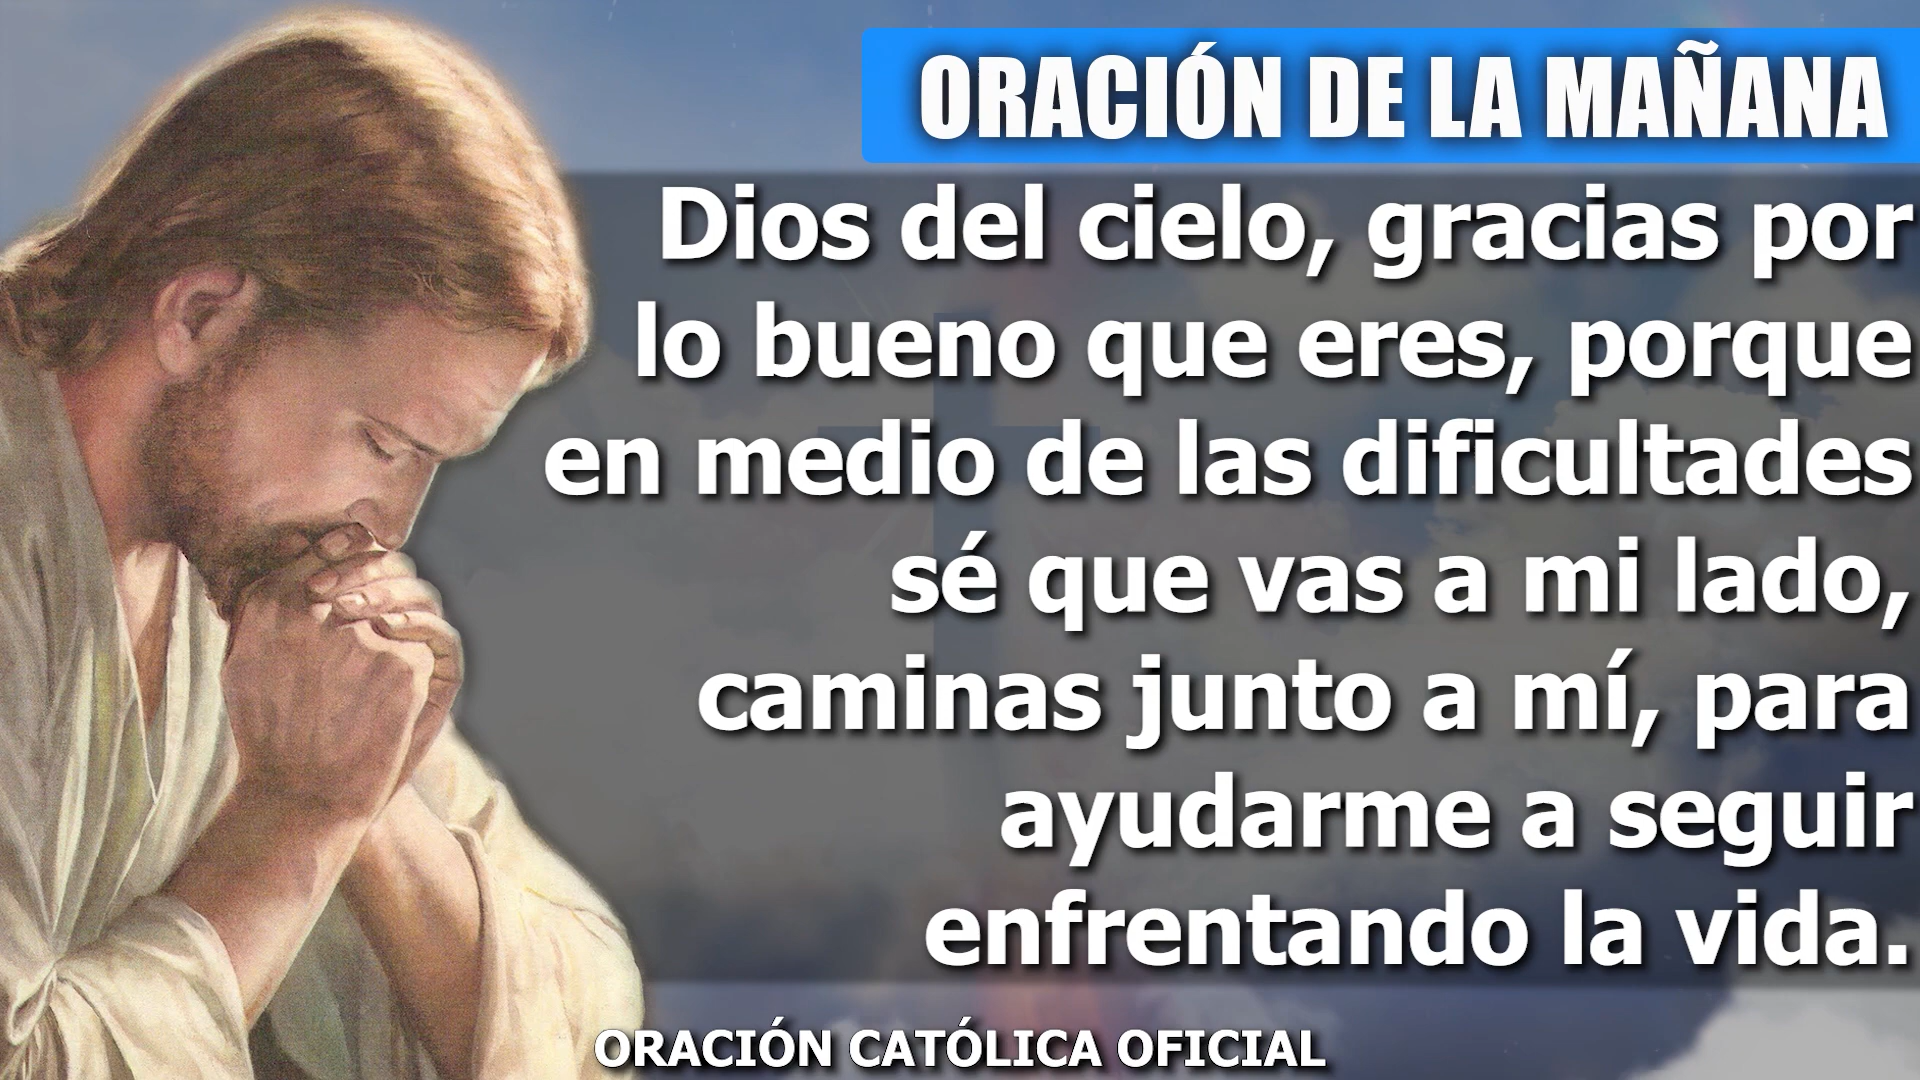 ORACIÓN DE LA MAÑANA
Dios del cielo, gracias por
lo bueno que eres, porque
en medio de las dificultades
sé que vas a mi lado,
caminas junto a mí, para
ayudarme a seguir
enfrentando la vida.
ORACIÓN CATÓLICA OFICIAL